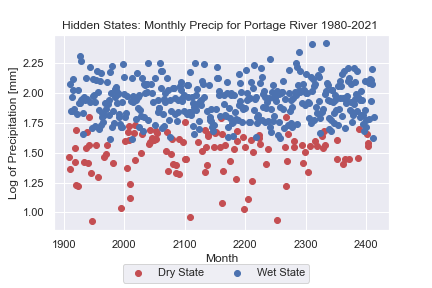 Hidden States: Monthly Precip for Portage River 1980-2021
Log of Precipitation [mm]
2.25
2.00
1.75
1.50
1.25
1.00
1900 2000 2100 2200 2300 2400
Month
Dry State Wet State